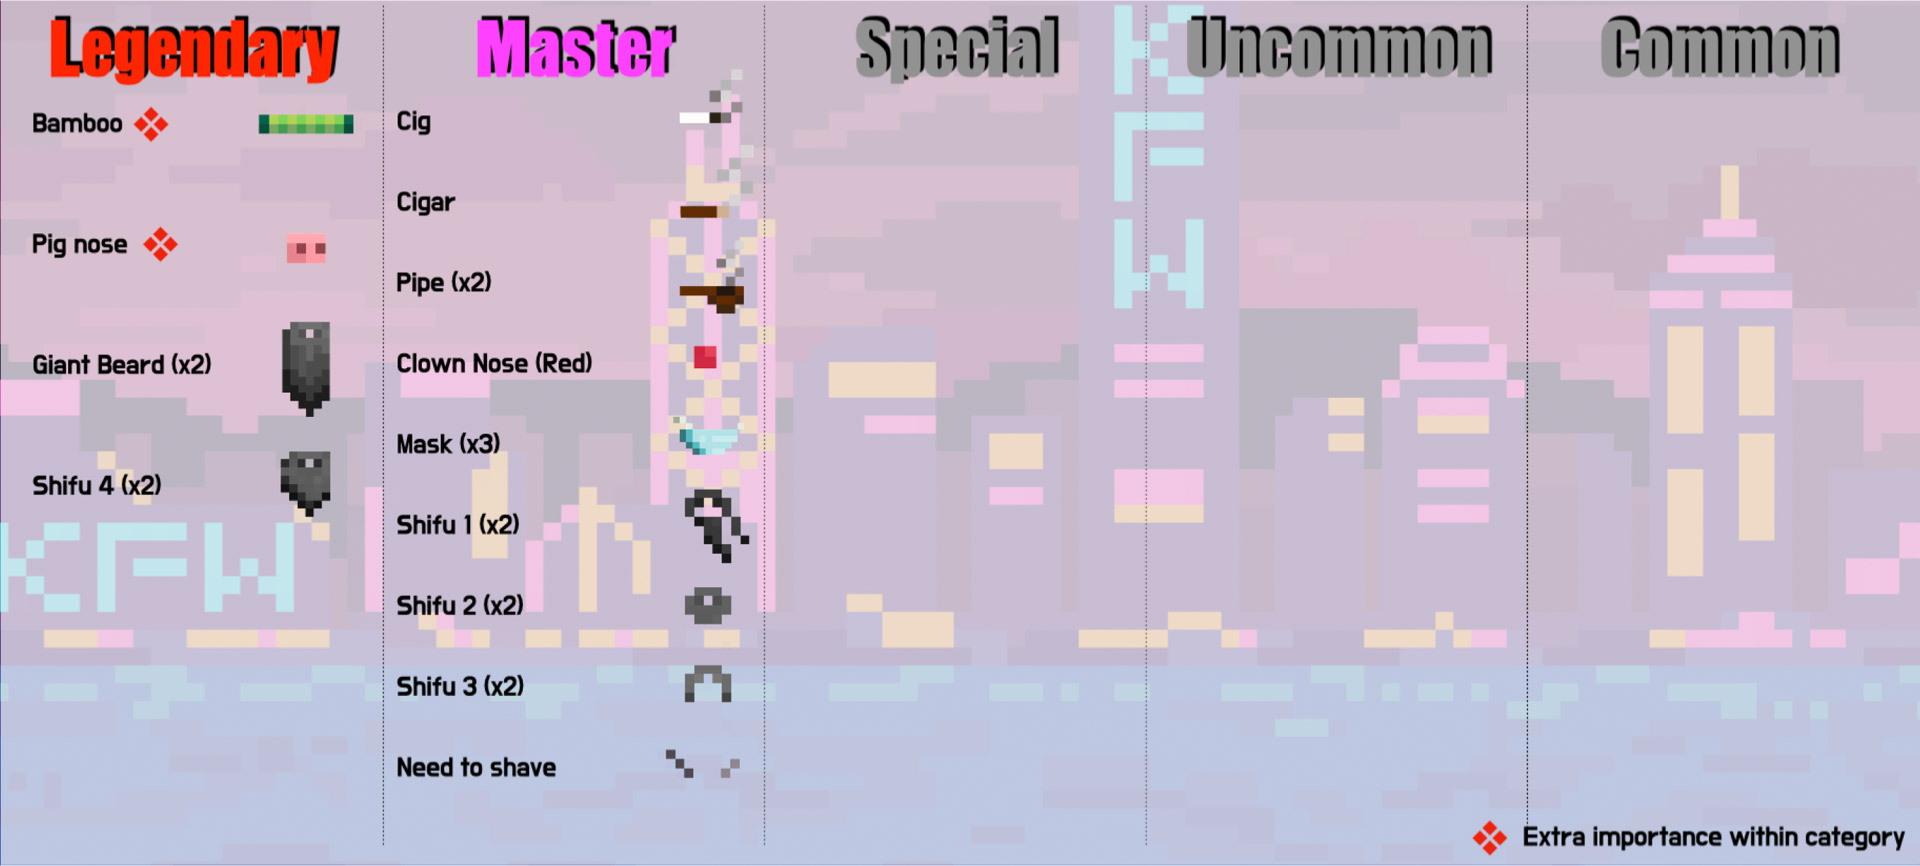 Legendary
Bamboo
Pig nose
Giant Beard (x2)
Shifu 4 (x2)
KFW
Master
Cig
Cigar
Pipe (x2)
Clown Nose (Red)
Mask (x3)
Shifu 1 (x2)
Shifu 2 (x2)
Shifu 3 (x2)
Need to shave
Special
KFW
Uncommon
Common
Extra importance within category